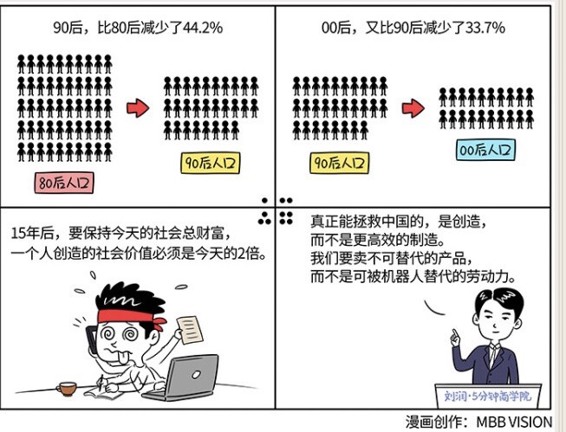 90后，比80后减少了44.2%
80后人口
90后人口
00后，又比90后减少了33.7%
90后人口
00后人口
15年后，要保持今天的社会总财富，
一个人创造的社会价值必须是今天的2倍。
真正能拯救中国的，是创造，
而不是更高效的制造。
我们要卖不可替代的产品，
而不是可被机器人替代的劳动力。
刘润·5分钟商学院
漫画创作：MBB VISION